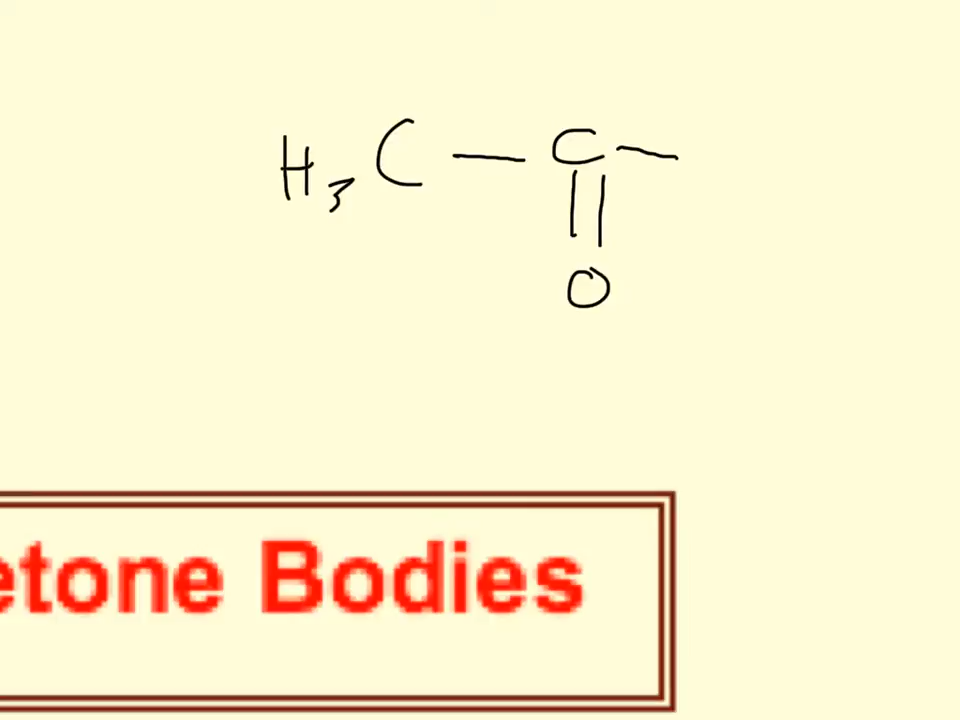 H₃C — C —
O
etone Bodies